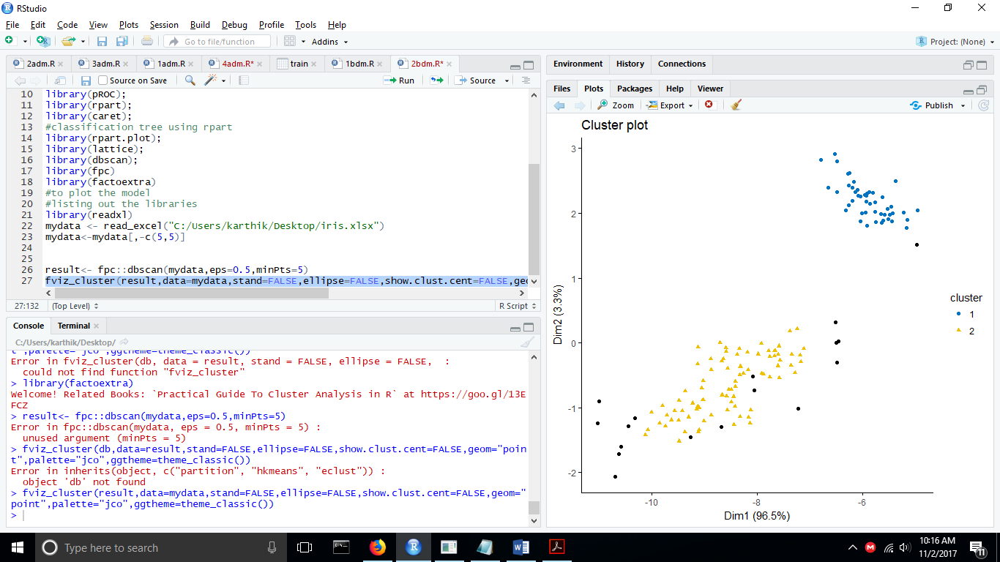 RStudio
File Edit Code View Plots Session Build Debug Profile Tools Help
Go to file/function
Addins
Project: (None)
2adm.R
3adm.R
1adm.R
4adm.R*
train
1bdm.R
2bdm.R*
Source on Save
Run
Source
10 library(pROC);
11 library(rpart);
12 library(caret);
13 #classification tree using rpart
14 library(rpart.plot);
15 library(lattice);
16 library(dbscan);
17 library(fpc)
18 library(factoextra)
19 #to plot the model
20 #listing out the libraries
21 library(readxl)
22 mydata <- read_excel("C:/Users/karthik/Desktop/iris.xlsx")
23 mydata<-mydata[,-c(5,5)]
24
25
26 result<- fpc::dbscan(mydata,eps=0.5,minPts=5)
27 fviz_cluster(result,data=mydata,stand=FALSE,ellipse=FALSE,show.clust.cent=FALSE,geo
27:132
(Top Level)
R Script
Console
Terminal
C:/Users/karthik/Desktop/
t",palette="jco",ggtheme=theme_classic())
Error in fviz_cluster(db, data = result, stand = FALSE, ellipse = FALSE,  :
could not find function "fviz_cluster"
> library(factoextra)
Welcome! Related Books: `Practical Guide To Cluster Analysis in R` at https://goo.gl/13E
FCZ
> result<- fpc::dbscan(mydata,eps=0.5,minPts=5)
Error in fpc::dbscan(mydata, eps = 0.5, minPts = 5) :
unused argument (minPts = 5)
> fviz_cluster(db,data=result,stand=FALSE,ellipse=FALSE,show.clust.cent=FALSE,geom="poin
t",palette="jco",ggtheme=theme_classic())
Error in inherits(object, c("partition", "hkmeans", "eclust")) :
object 'db' not found
> fviz_cluster(result,data=mydata,stand=FALSE,ellipse=FALSE,show.clust.cent=FALSE,geom="
point",palette="jco",ggtheme=theme_classic())
>
Environment
History
Connections
Files
Plots
Packages
Help
Viewer
Zoom
Export
Publish
Cluster plot
3
2
1
0
-1
-2
Dim2 (3.3%)
-10
-8
-6
Dim1 (96.5%)
cluster
1
2
Type here to search
10:16 AM
11/2/2017
11